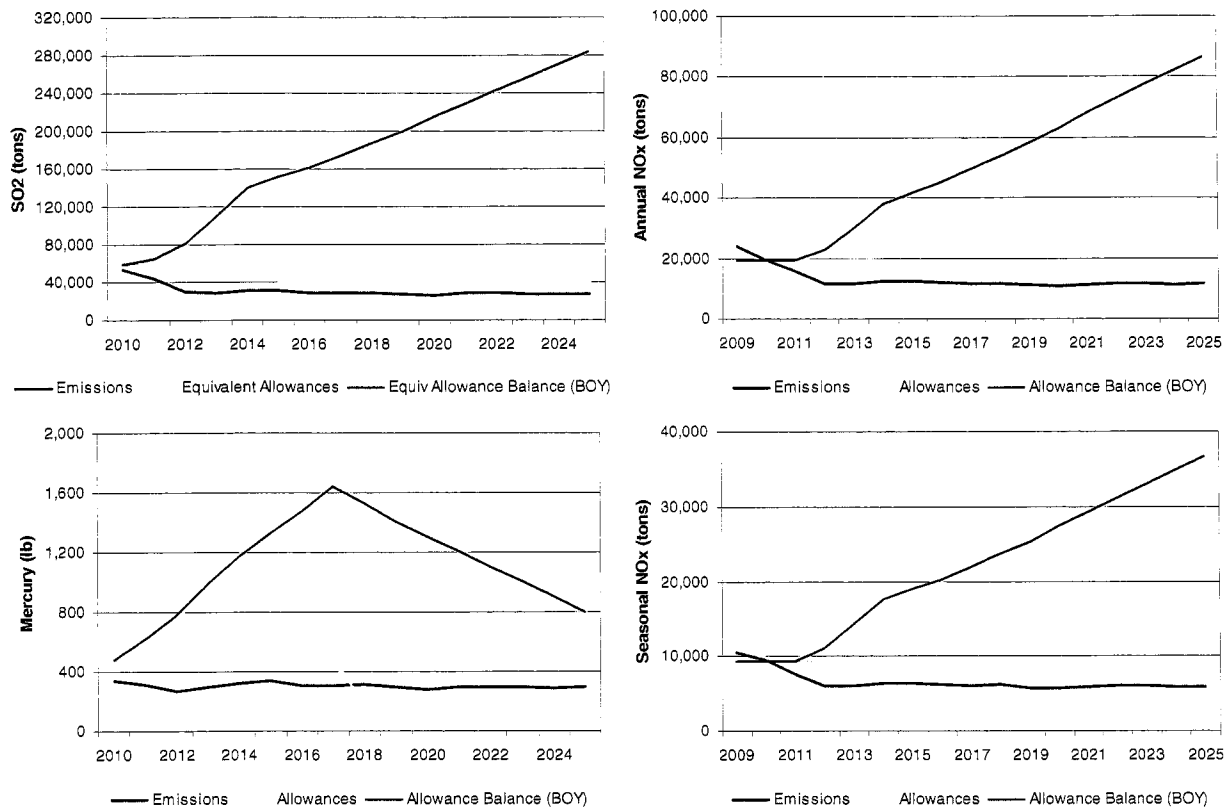 320,000
280,000
240,000
200,000
160,000
120,000
80,000
40,000
0
SO2 (tons)
2010 2012 2014 2016 2018 2020 2022 2024
Emissions Equivalent Allowances Equiv Allowance Balance (BOY)
100,000
80,000
60,000
40,000
20,000
0
Annual NOx (tons)
2009 2011 2013 2015 2017 2019 2021 2023 2025
Emissions Allowances Allowance Balance (BOY)
2,000
1,600
1,200
800
400
0
Mercury (lb)
2010 2012 2014 2016 2018 2020 2022 2024
Emissions Allowances Allowance Balance (BOY)
40,000
30,000
20,000
10,000
0
Seasonal NOx (tons)
2009 2011 2013 2015 2017 2019 2021 2023 2025
Emissions Allowances Allowance Balance (BOY)